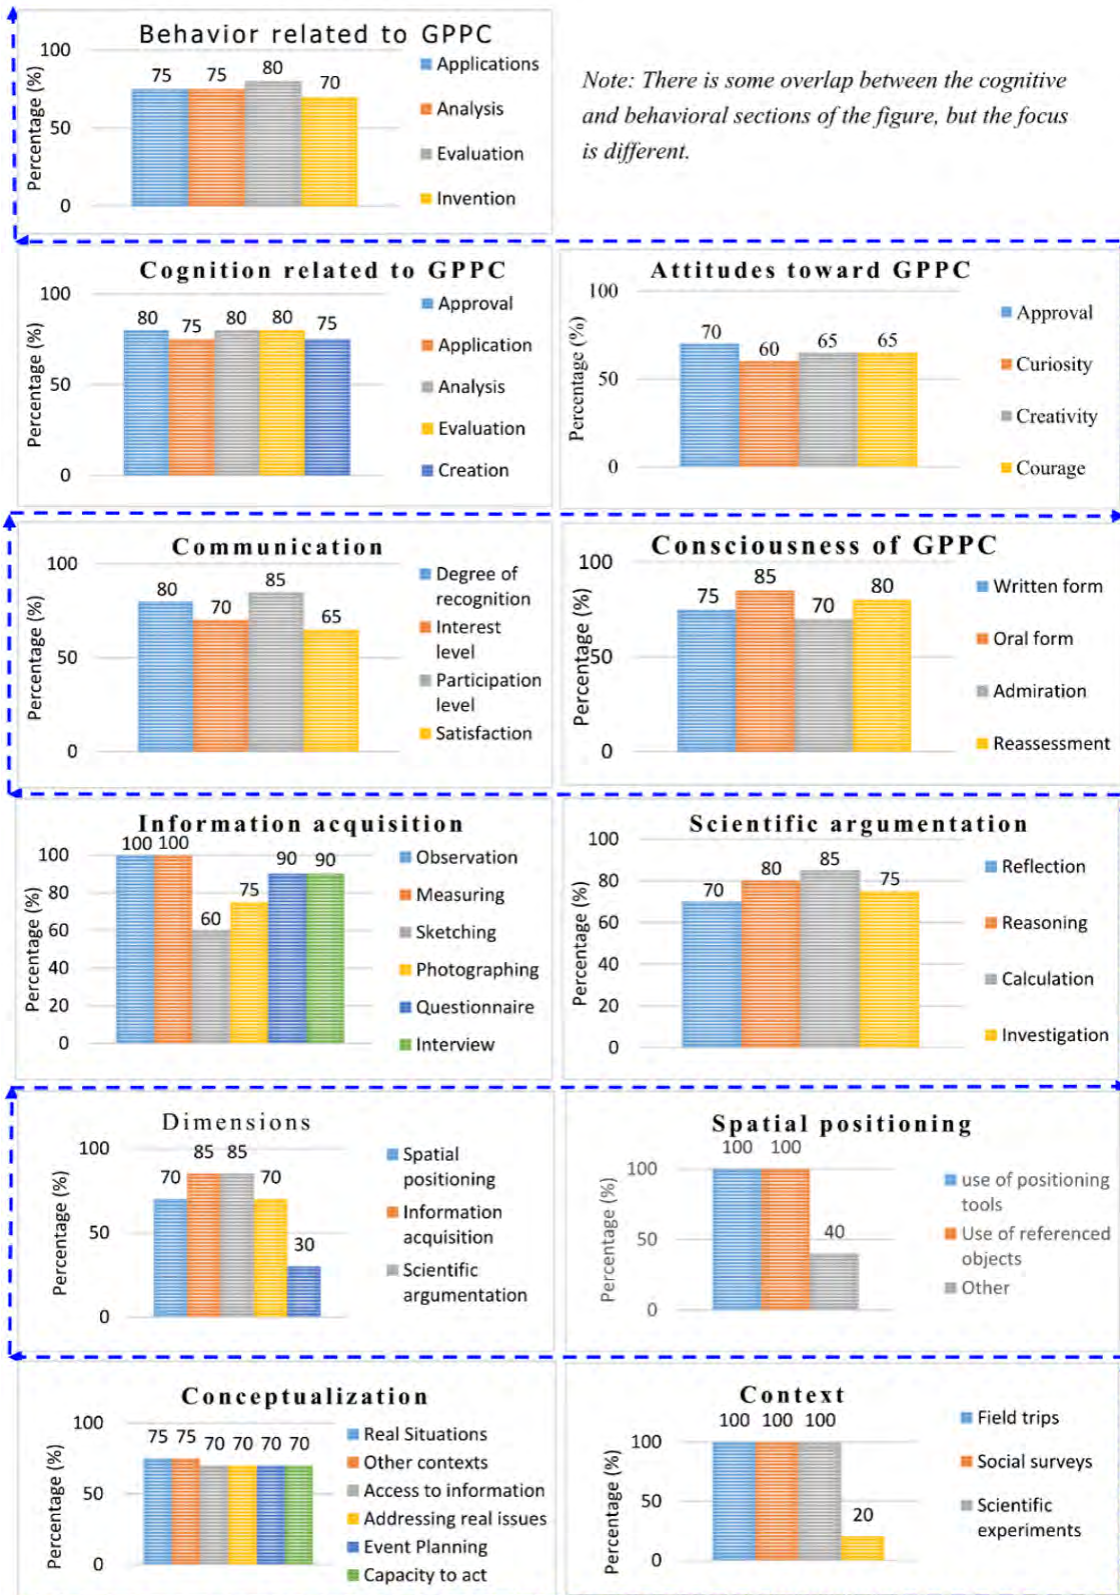 Behavior related to GPPC
Percentage (%)
100
50
0
75
75
80
70
Applications
Analysis
Evaluation
Invention
Note: There is some overlap between the cognitive
and behavioral sections of the figure, but the focus
is different.
Cognition related to GPPC
Percentage (%)
100
50
0
80
75
80
80
75
Approval
Application
Analysis
Evaluation
Creation
Attitudes toward GPPC
Percentage (%)
100
50
0
70
60
65
65
Approval
Curiosity
Creativity
Courage
Communication
Percentage (%)
100
50
0
80
70
85
65
Degree of
recognition
Interest
level
Participation
level
Satisfaction
Consciousness of GPPC
Percentage (%)
100
50
0
75
85
70
80
Written form
Oral form
Admiration
Reassessment
Information acquisition
Percentage (%)
100
80
60
40
20
0
100
100
60
75
90
90
Observation
Measuring
Sketching
Photographing
Questionnaire
Interview
Scientific argumentation
Percentage (%)
100
80
60
40
20
0
70
80
85
75
Reflection
Reasoning
Calculation
Investigation
Dimensions
Percentage (%)
100
50
0
70
85
85
70
30
Spatial
positioning
Information
acquisition
Scientific
argumentation
Spatial positioning
Percentage (%)
100
50
0
100
100
40
use of positioning
tools
Use of referenced
objects
Other
Conceptualization
Percentage (%)
100
50
0
75
75
70
70
70
70
Real Situations
Other contexts
Access to information
Addressing real issues
Event Planning
Capacity to act
Context
Percentage (%)
100
50
0
100
100
100
20
Field trips
Social surveys
Scientific
experiments